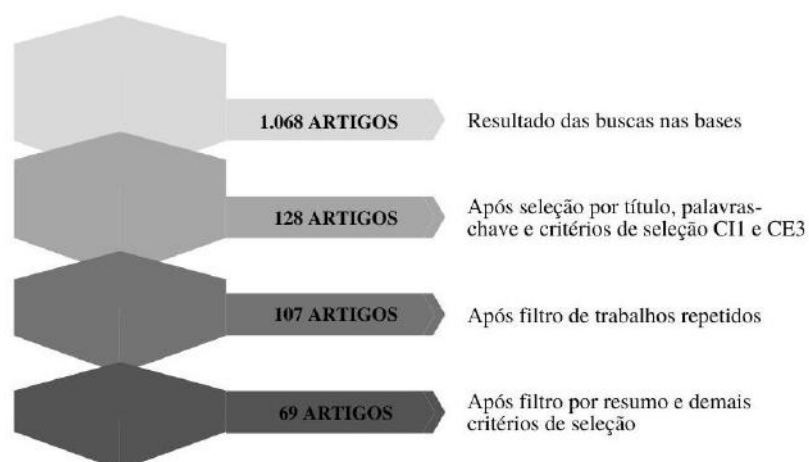 1.068 ARTIGOS
Resultado das buscas nas bases
128 ARTIGOS
Após seleção por título, palavras-
chave e critérios de seleção CI1 e CE3
107 ARTIGOS
Após filtro de trabalhos repetidos
69 ARTIGOS
Após filtro por resumo e demais
critérios de seleção